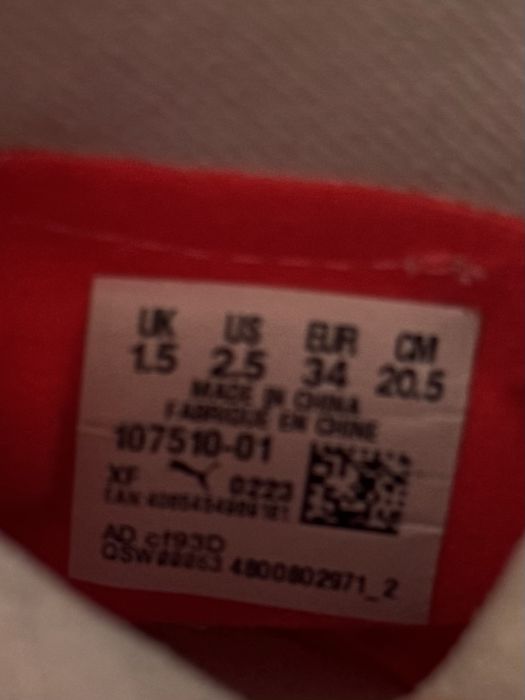 UK US EUR CM
1.5 2.5 34 20.5
MADE IN CHINA
FABRIQUE EN CHINE
107510-01
XF 0223
AD cf93D
4800802971_2